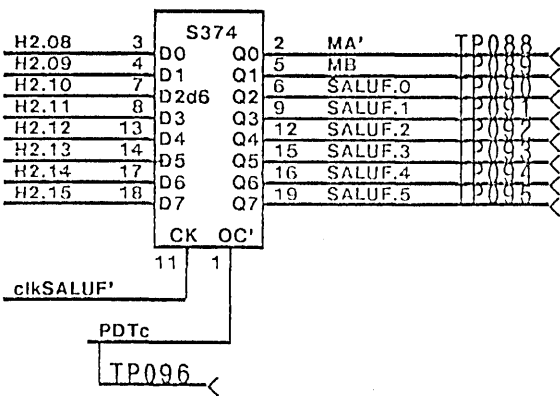 S374
H2.08 3 D0 Q0 2 MA' TP088
H2.09 4 D1 Q1 5 MB TP089
H2.10 7 D2d6 Q2 6 SALUF.0 TP090
H2.11 8 D3 Q3 9 SALUF.1 TP091
H2.12 13 D4 Q4 12 SALUF.2 TP092
H2.13 14 D5 Q5 15 SALUF.3 TP093
H2.14 17 D6 Q6 16 SALUF.4 TP094
H2.15 18 D7 Q7 19 SALUF.5 TP095
CK OC'
11 1
clkSALUF'
PDTc
TP096